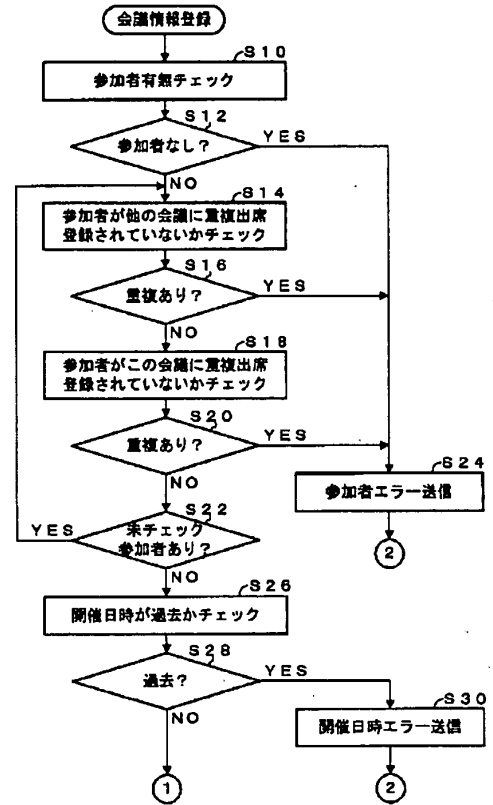 会議情報登録
S10
参加者有無チェック
S12
参加者なし?
YES
NO
S14
参加者が他の会議に重複出席
登録されていないかチェック
S16
重複あり?
YES
NO
S18
参加者がこの会議に重複出席
登録されていないかチェック
S20
重複あり?
YES
NO
S24
参加者エラー送信
2
S22
未チェック
参加者あり?
YES
NO
S26
開催日時が過去かチェック
S28
過去?
YES
NO
S30
開催日時エラー送信
1
2